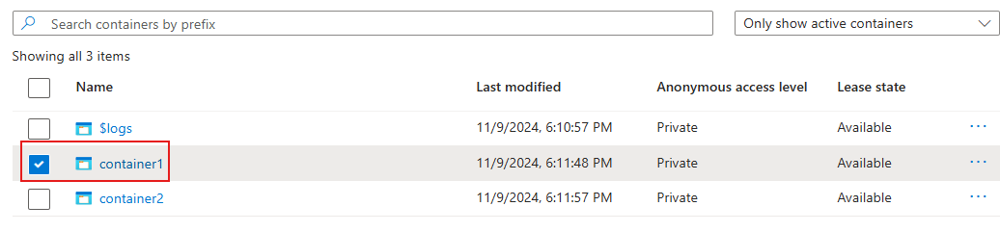 Search containers by prefix Only show active containers
Showing all 3 items
Name Last modified Anonymous access level Lease state
$logs 11/9/2024, 6:10:57 PM Private Available ...
container1 11/9/2024, 6:11:48 PM Private Available ...
container2 11/9/2024, 6:11:57 PM Private Available ...